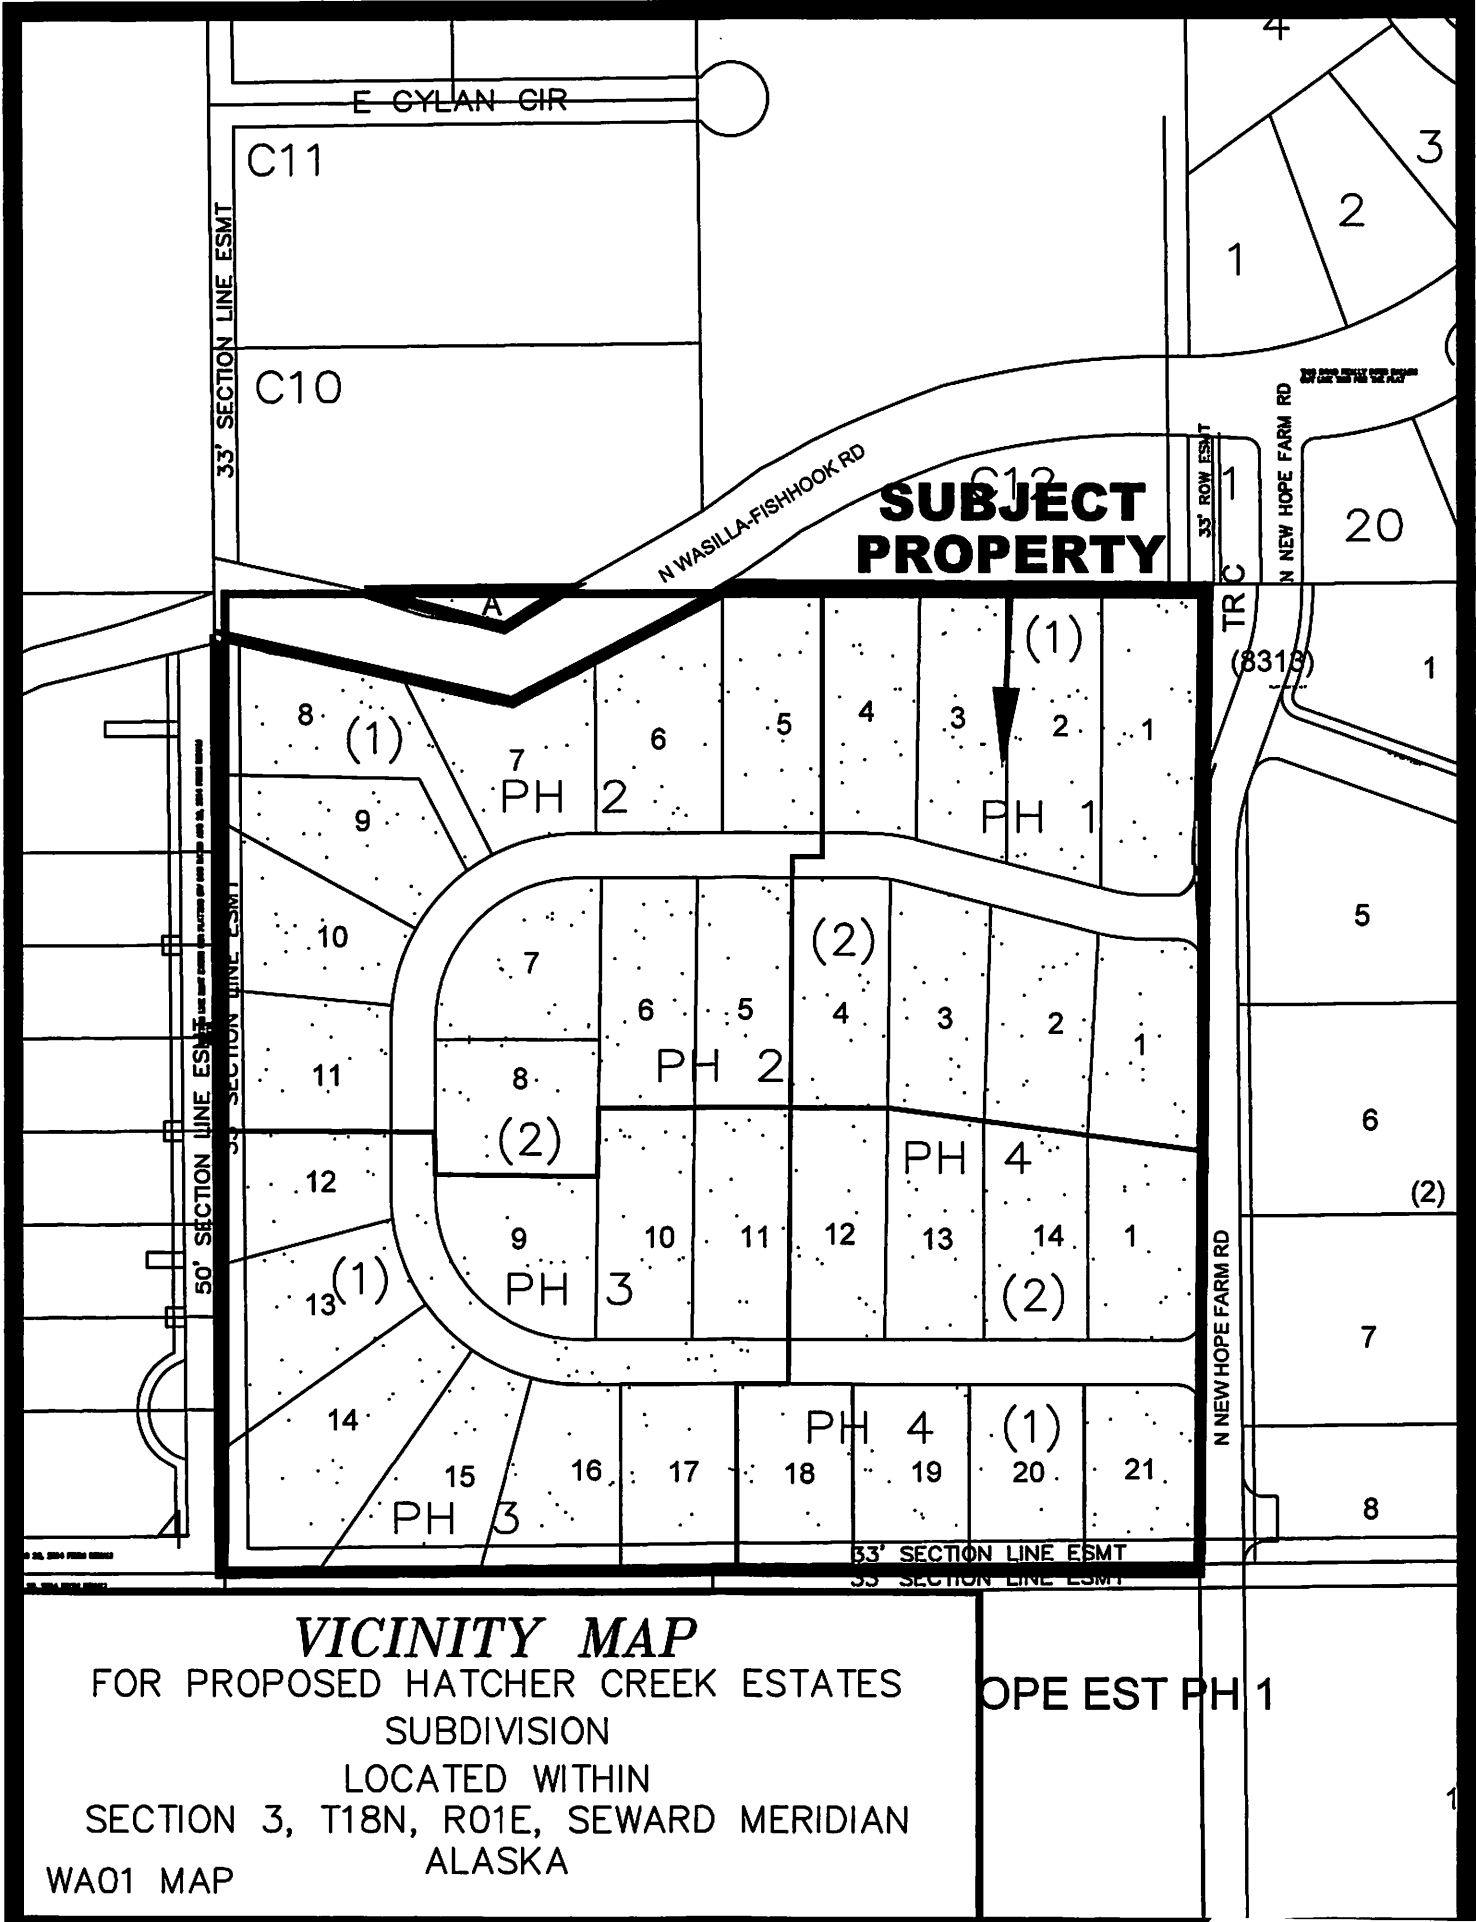 4
E CYLAN CIR
C11
3
2
1
33' SECTION LINE ESMT
C10
N WASILLA-FISHHOOK RD
C12
SUBJECT
PROPERTY
33' ROW ESMT
1
N NEW HOPE FARM RD
20
TR C
A
(1)
(8313)
1
8
(1)
7
6
5
4
3
2
1
PH 2
PH 1
9
10
7
(2)
5
6
5
4
3
2
1
PH 2
11
8
(2)
PH 4
6
(2)
12
9
10
11
12
13
14
1
13
(1)
PH 3
(2)
50' SECTION LINE ESMT
33' SECTION LINE ESMT
N NEW HOPE FARM RD
7
14
15
16
17
18
19
20
21
PH 4
(1)
PH 3
8
33' SECTION LINE ESMT
33' SECTION LINE ESMT
VICINITY MAP
FOR PROPOSED HATCHER CREEK ESTATES
SUBDIVISION
LOCATED WITHIN
SECTION 3, T18N, R01E, SEWARD MERIDIAN
ALASKA
WA01 MAP
OPE EST PH 1
1